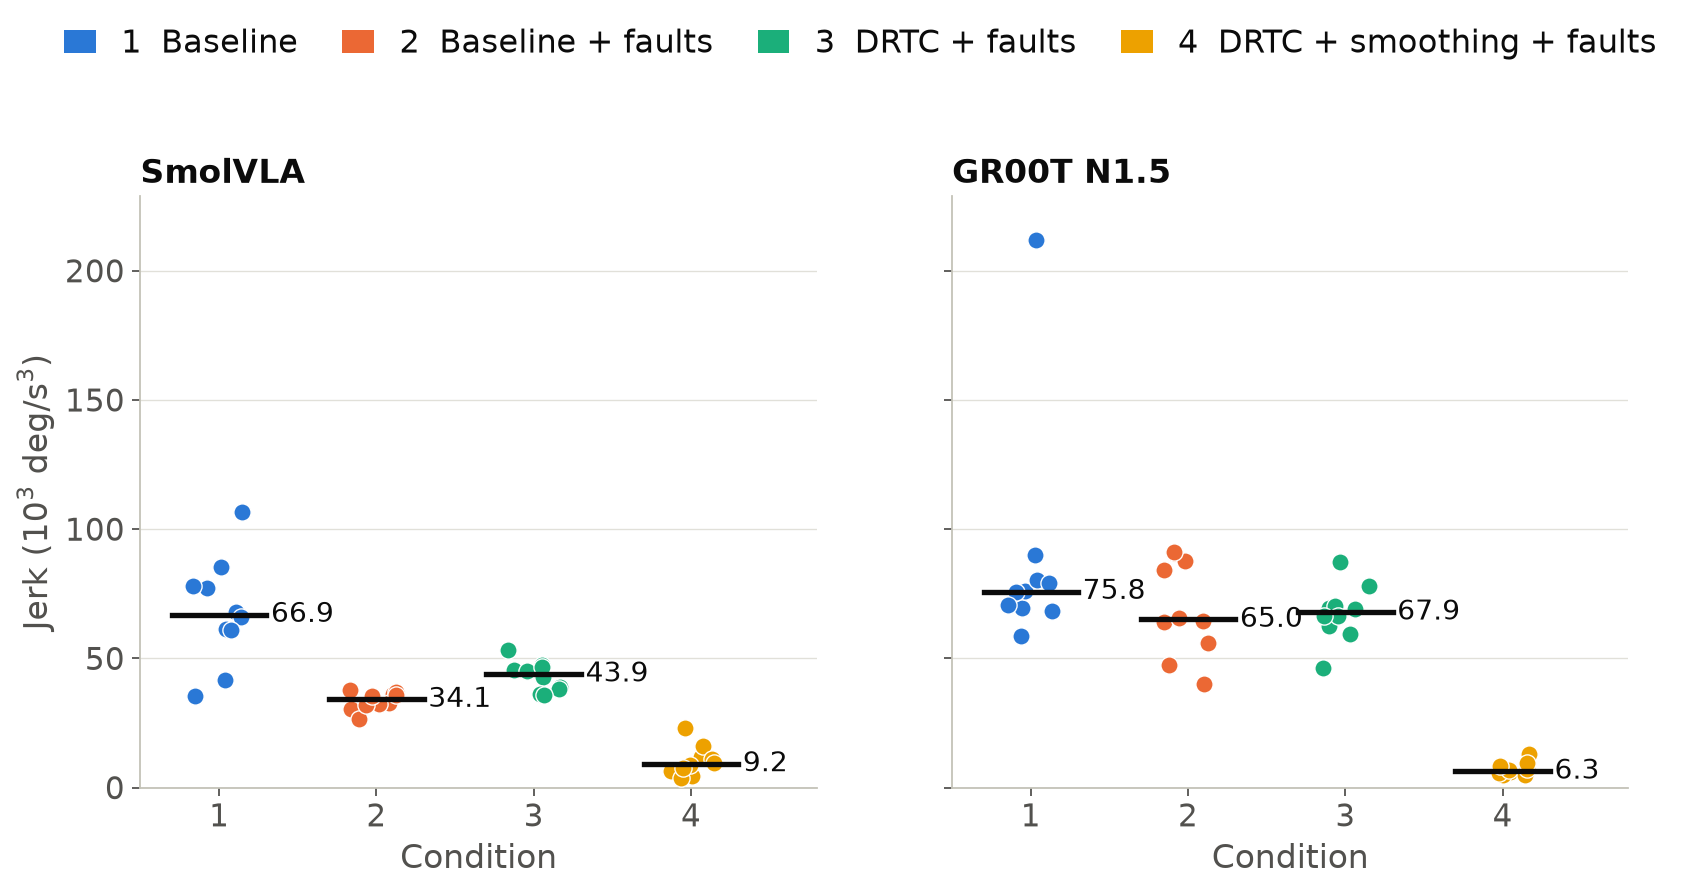 1 Baseline 2 Baseline + faults 3 DRTC + faults 4 DRTC + smoothing + faults
SmolVLA
Jerk (10³ deg/s³)
200
150
100
50
0
66.9
34.1
43.9
9.2
1 2 3 4
Condition
GR00T N1.5
75.8
65.0
67.9
6.3
1 2 3 4
Condition